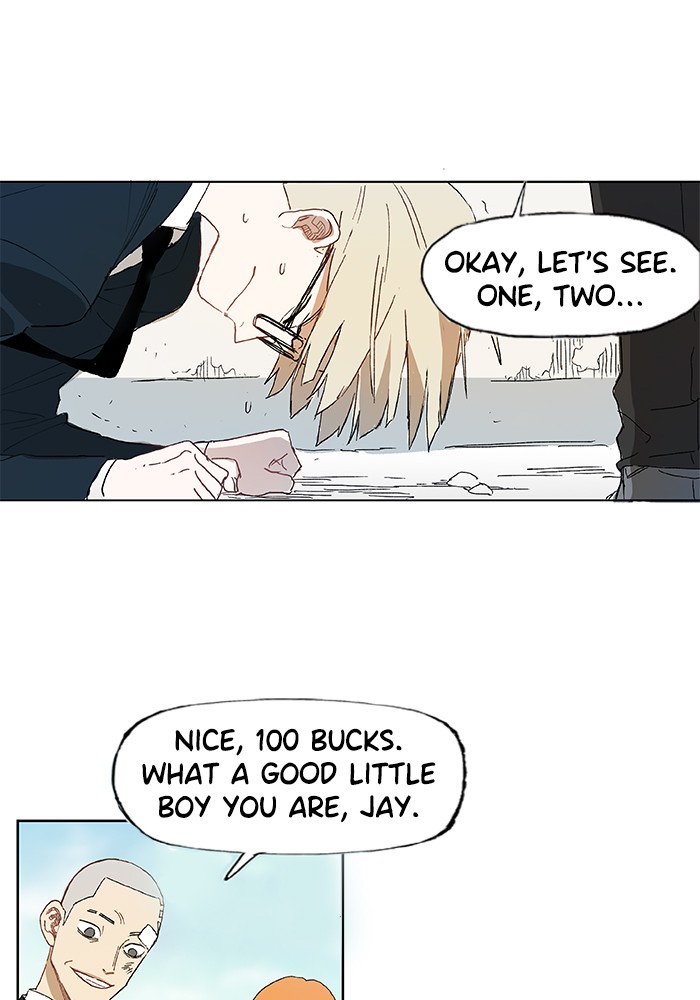 OKAY, LET'S SEE.
ONE, TWO...
NICE, 100 BUCKS.
WHAT A GOOD LITTLE
BOY YOU ARE, JAY.